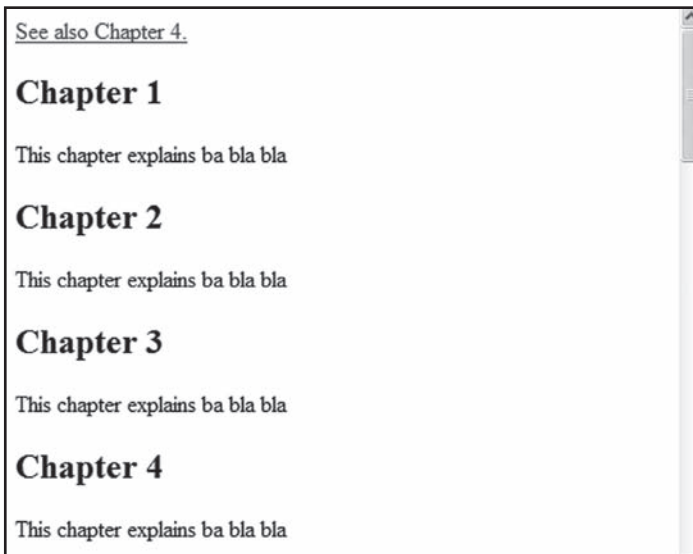 See also Chapter 4.
Chapter 1
This chapter explains ba bla bla
Chapter 2
This chapter explains ba bla bla
Chapter 3
This chapter explains ba bla bla
Chapter 4
This chapter explains ba bla bla